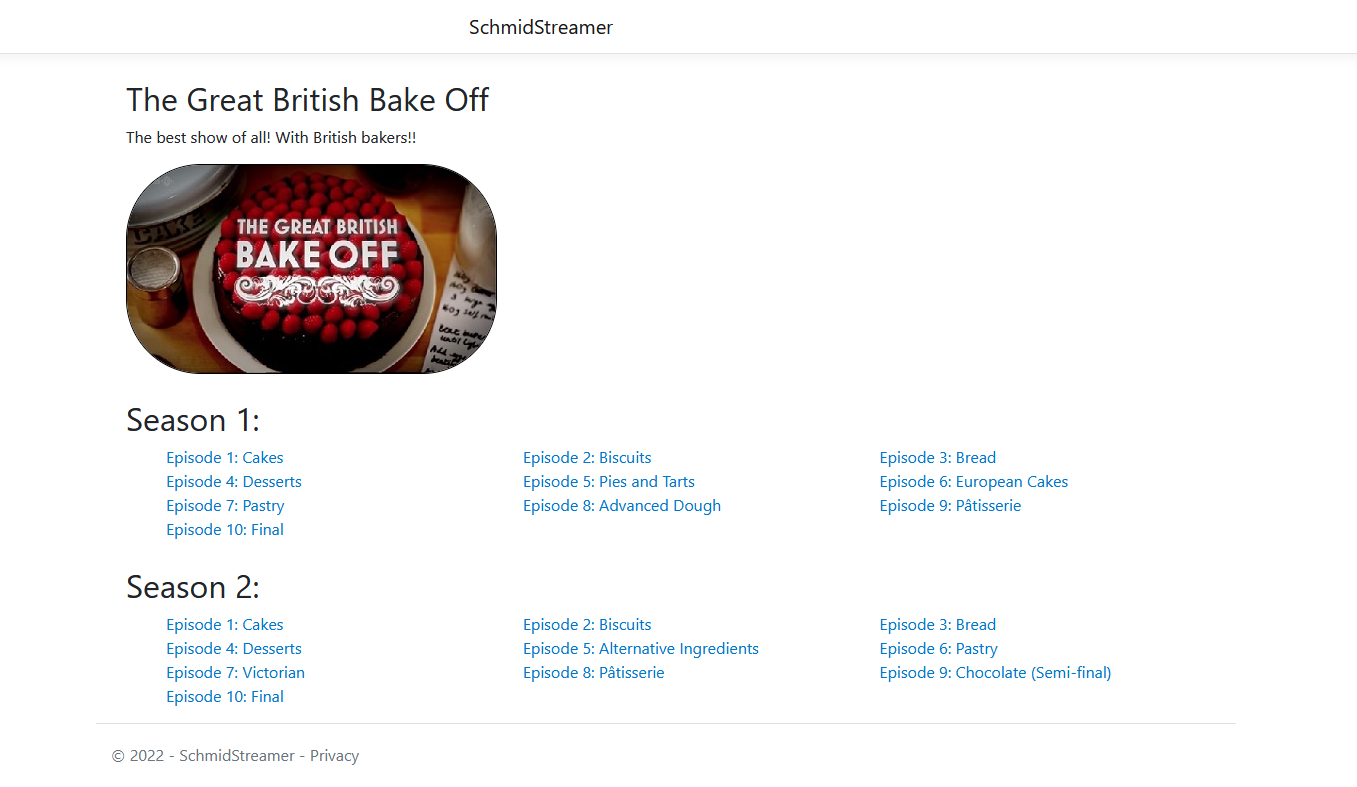 SchmidStreamer
The Great British Bake Off
The best show of all! With British bakers!!
CAKE
THE GREAT BRITISH
BAKE OFF
Season 1:
Episode 1: Cakes Episode 2: Biscuits Episode 3: Bread
Episode 4: Desserts Episode 5: Pies and Tarts Episode 6: European Cakes
Episode 7: Pastry Episode 8: Advanced Dough Episode 9: Pâtisserie
Episode 10: Final
Season 2:
Episode 1: Cakes Episode 2: Biscuits Episode 3: Bread
Episode 4: Desserts Episode 5: Alternative Ingredients Episode 6: Pastry
Episode 7: Victorian Episode 8: Pâtisserie Episode 9: Chocolate (Semi-final)
Episode 10: Final
© 2022 - SchmidStreamer - Privacy